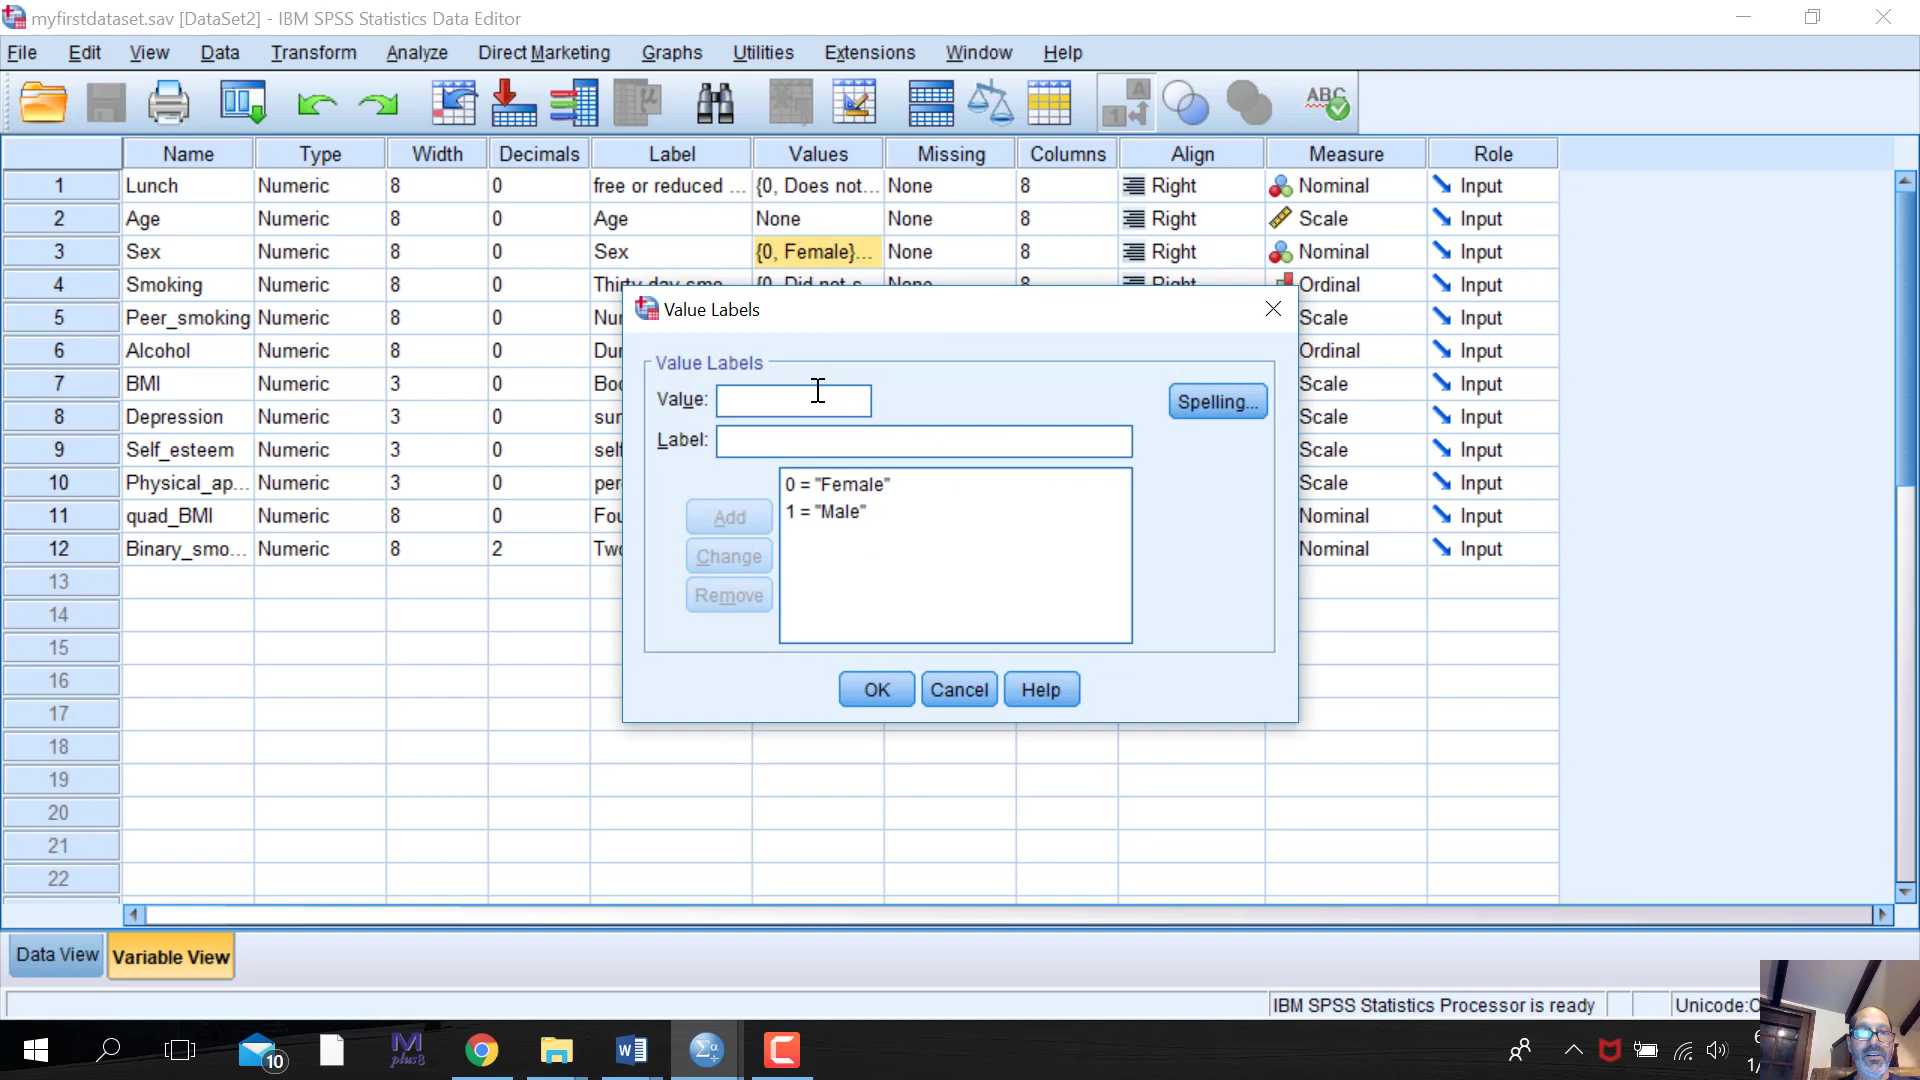 myfirstdataset.sav [DataSet2] - IBM SPSS Statistics Data Editor
File Edit View Data Transform Analyze Direct Marketing Graphs Utilities Extensions Window Help
Name Type Width Decimals Label Values Missing Columns Align Measure Role
1 Lunch Numeric 8 0 free or reduced ... {0, Does not... None 8 Right Nominal Input
2 Age Numeric 8 0 Age None None 8 Right Scale Input
3 Sex Numeric 8 0 Sex {0, Female}... None 8 Right Nominal Input
4 Smoking Numeric 8 0 Ordinal Input
5 Peer_smoking Numeric 8 0 Scale Input
6 Alcohol Numeric 8 0 Ordinal Input
7 BMI Numeric 3 0 Scale Input
8 Depression Numeric 3 0 Scale Input
9 Self_esteem Numeric 3 0 Scale Input
10 Physical_ap... Numeric 3 0 Scale Input
11 quad_BMI Numeric 8 0 Nominal Input
12 Binary_smo... Numeric 8 2 Nominal Input
13
14
15
16
17
18
19
20
21
22
Value Labels
Value Labels
Value:
Spelling...
Label:
0 = "Female"
1 = "Male"
Add
Change
Remove
OK Cancel Help
Data View Variable View
IBM SPSS Statistics Processor is ready Unicode:
10
M
plus8